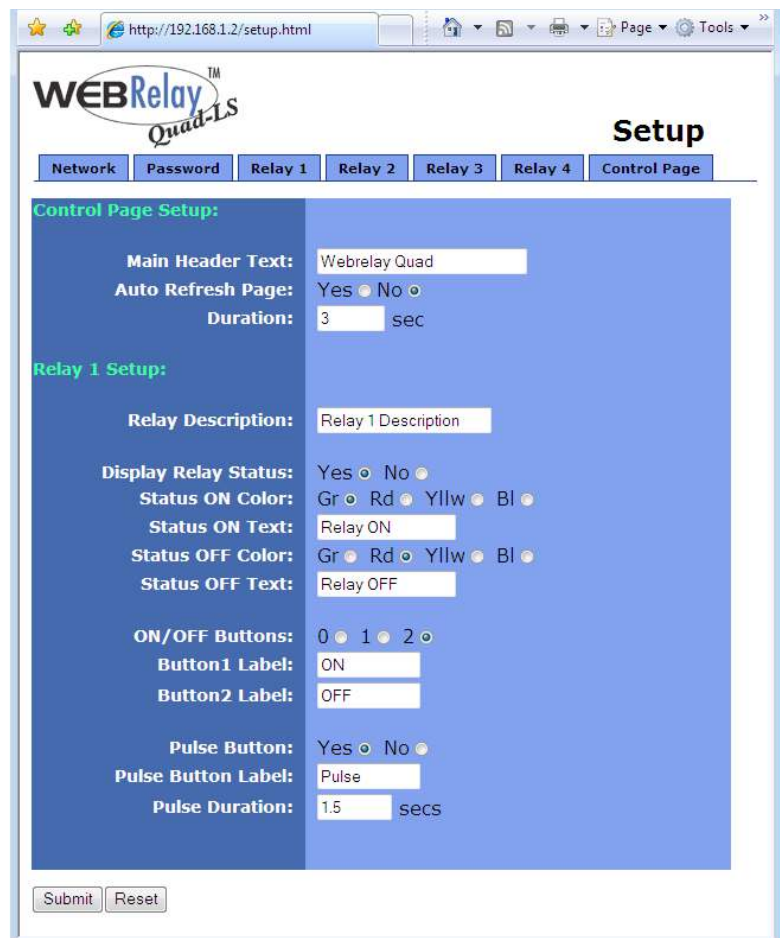 http://192.168.1.2/setup.html
Page
Tools
»
WEBRelay™
Quad-LS
Setup
Network Password Relay 1 Relay 2 Relay 3 Relay 4 Control Page
Control Page Setup:
Main Header Text: Webrelay Quad
Auto Refresh Page: Yes No
Duration: 3 sec
Relay 1 Setup:
Relay Description: Relay 1 Description
Display Relay Status: Yes No
Status ON Color: Gr Rd Yllw Bl
Status ON Text: Relay ON
Status OFF Color: Gr Rd Yllw Bl
Status OFF Text: Relay OFF
ON/OFF Buttons: 0 1 2
Button1 Label: ON
Button2 Label: OFF
Pulse Button: Yes No
Pulse Button Label: Pulse
Pulse Duration: 1.5 secs
Submit Reset